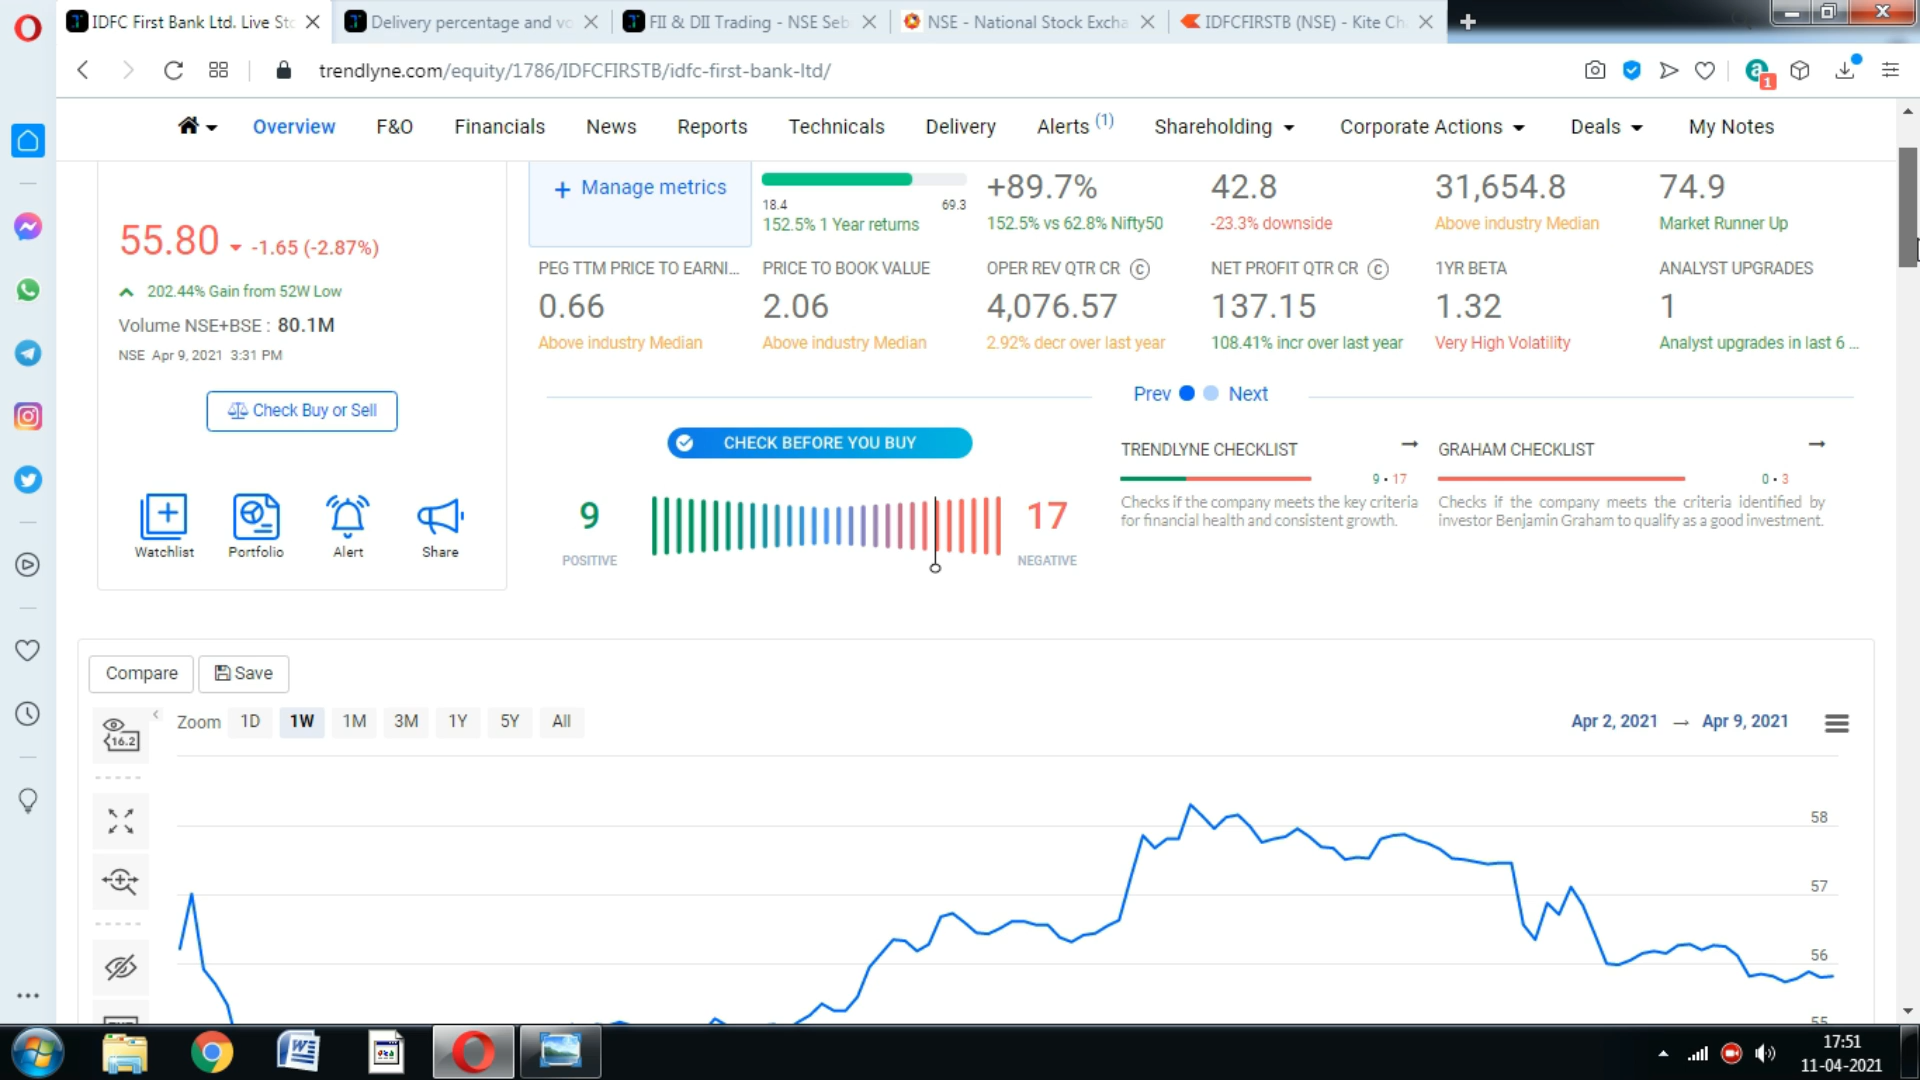 IDFC First Bank Ltd. Live Sto
Delivery percentage and vo
FII & DII Trading - NSE Seb
NSE - National Stock Excha
IDFCFIRSTB (NSE) - Kite Ch
trendlyne.com/equity/1786/IDFCFIRSTB/idfc-first-bank-ltd/
1
Overview F&O Financials News Reports Technicals Delivery Alerts (1) Shareholding Corporate Actions Deals My Notes
55.80 -1.65 (-2.87%)
202.44% Gain from 52W Low
Volume NSE+BSE : 80.1M
NSE Apr 9, 2021 3:31 PM
Check Buy or Sell
Watchlist Portfolio Alert Share
+ Manage metrics
18.4 69.3
152.5% 1 Year returns
+89.7%
152.5% vs 62.8% Nifty50
42.8
-23.3% downside
31,654.8
Above industry Median
74.9
Market Runner Up
PEG TTM PRICE TO EARNI...
0.66
Above industry Median
PRICE TO BOOK VALUE
2.06
Above industry Median
OPER REV QTR CR C
4,076.57
2.92% decr over last year
NET PROFIT QTR CR C
137.15
108.41% incr over last year
1YR BETA
1.32
Very High Volatility
ANALYST UPGRADES
1
Analyst upgrades in last 6 ...
Prev Next
CHECK BEFORE YOU BUY
9
POSITIVE
17
NEGATIVE
TRENDLYNE CHECKLIST
9 • 17
Checks if the company meets the key criteria
for financial health and consistent growth.
GRAHAM CHECKLIST
0 • 3
Checks if the company meets the criteria identified by
investor Benjamin Graham to qualify as a good investment.
Compare Save
16.2
Zoom 1D 1W 1M 3M 1Y 5Y All
Apr 2, 2021 → Apr 9, 2021
58
57
56
55
17:51
11-04-2021